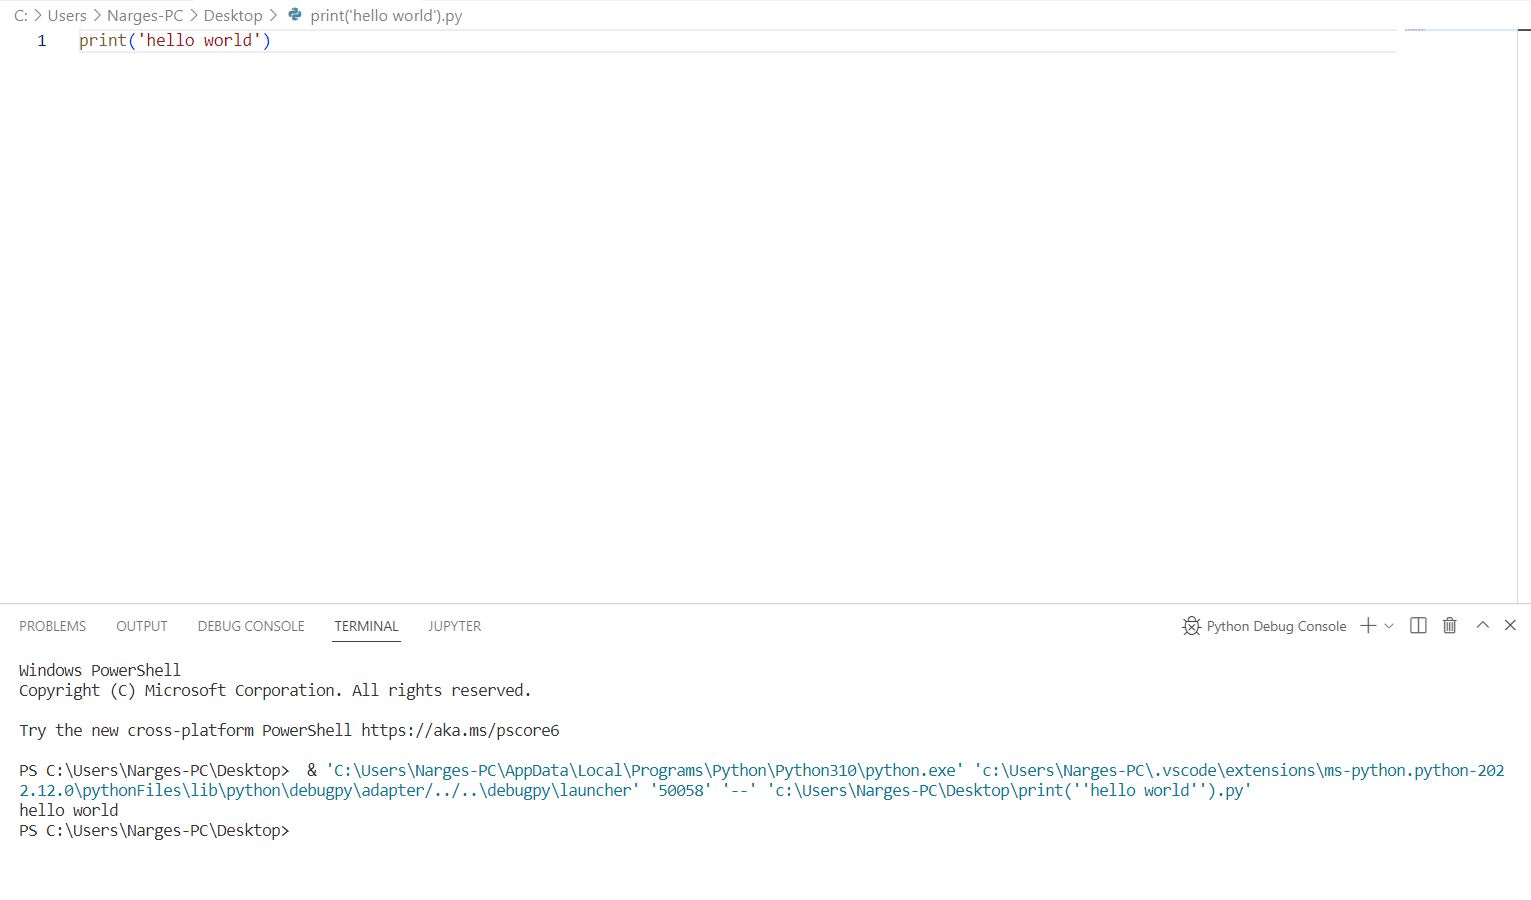 C: > Users > Narges-PC > Desktop > print('hello world').py
1 print('hello world')
PROBLEMS OUTPUT DEBUG CONSOLE TERMINAL JUPYTER Python Debug Console
Windows PowerShell
Copyright (C) Microsoft Corporation. All rights reserved.
Try the new cross-platform PowerShell https://aka.ms/pscore6
PS C:\Users\Narges-PC\Desktop>  & 'C:\Users\Narges-PC\AppData\Local\Programs\Python\Python310\python.exe' 'c:\Users\Narges-PC\.vscode\extensions\ms-python.python-202
2.12.0\pythonFiles\lib\python\debugpy\adapter/../..\debugpy\launcher' '50058' '--' 'c:\Users\Narges-PC\Desktop\print(''hello world'').py'
hello world
PS C:\Users\Narges-PC\Desktop>